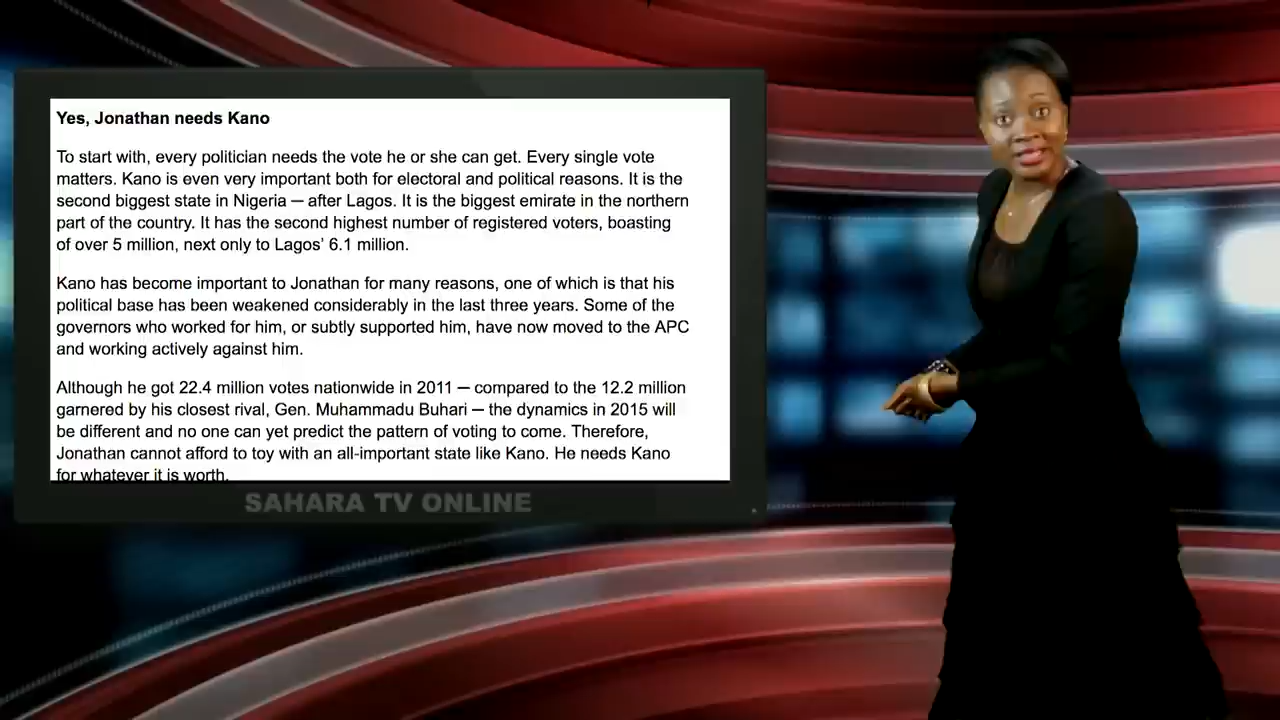 Yes, Jonathan needs Kano
To start with, every politician needs the vote he or she can get. Every single vote
matters. Kano is even very important both for electoral and political reasons. It is the
second biggest state in Nigeria — after Lagos. It is the biggest emirate in the northern
part of the country. It has the second highest number of registered voters, boasting
of over 5 million, next only to Lagos’ 6.1 million.
Kano has become important to Jonathan for many reasons, one of which is that his
political base has been weakened considerably in the last three years. Some of the
governors who worked for him, or subtly supported him, have now moved to the APC
and working actively against him.
Although he got 22.4 million votes nationwide in 2011 — compared to the 12.2 million
garnered by his closest rival, Gen. Muhammadu Buhari — the dynamics in 2015 will
be different and no one can yet predict the pattern of voting to come. Therefore,
Jonathan cannot afford to toy with an all-important state like Kano. He needs Kano
for whatever it is worth.
SAHARA TV ONLINE